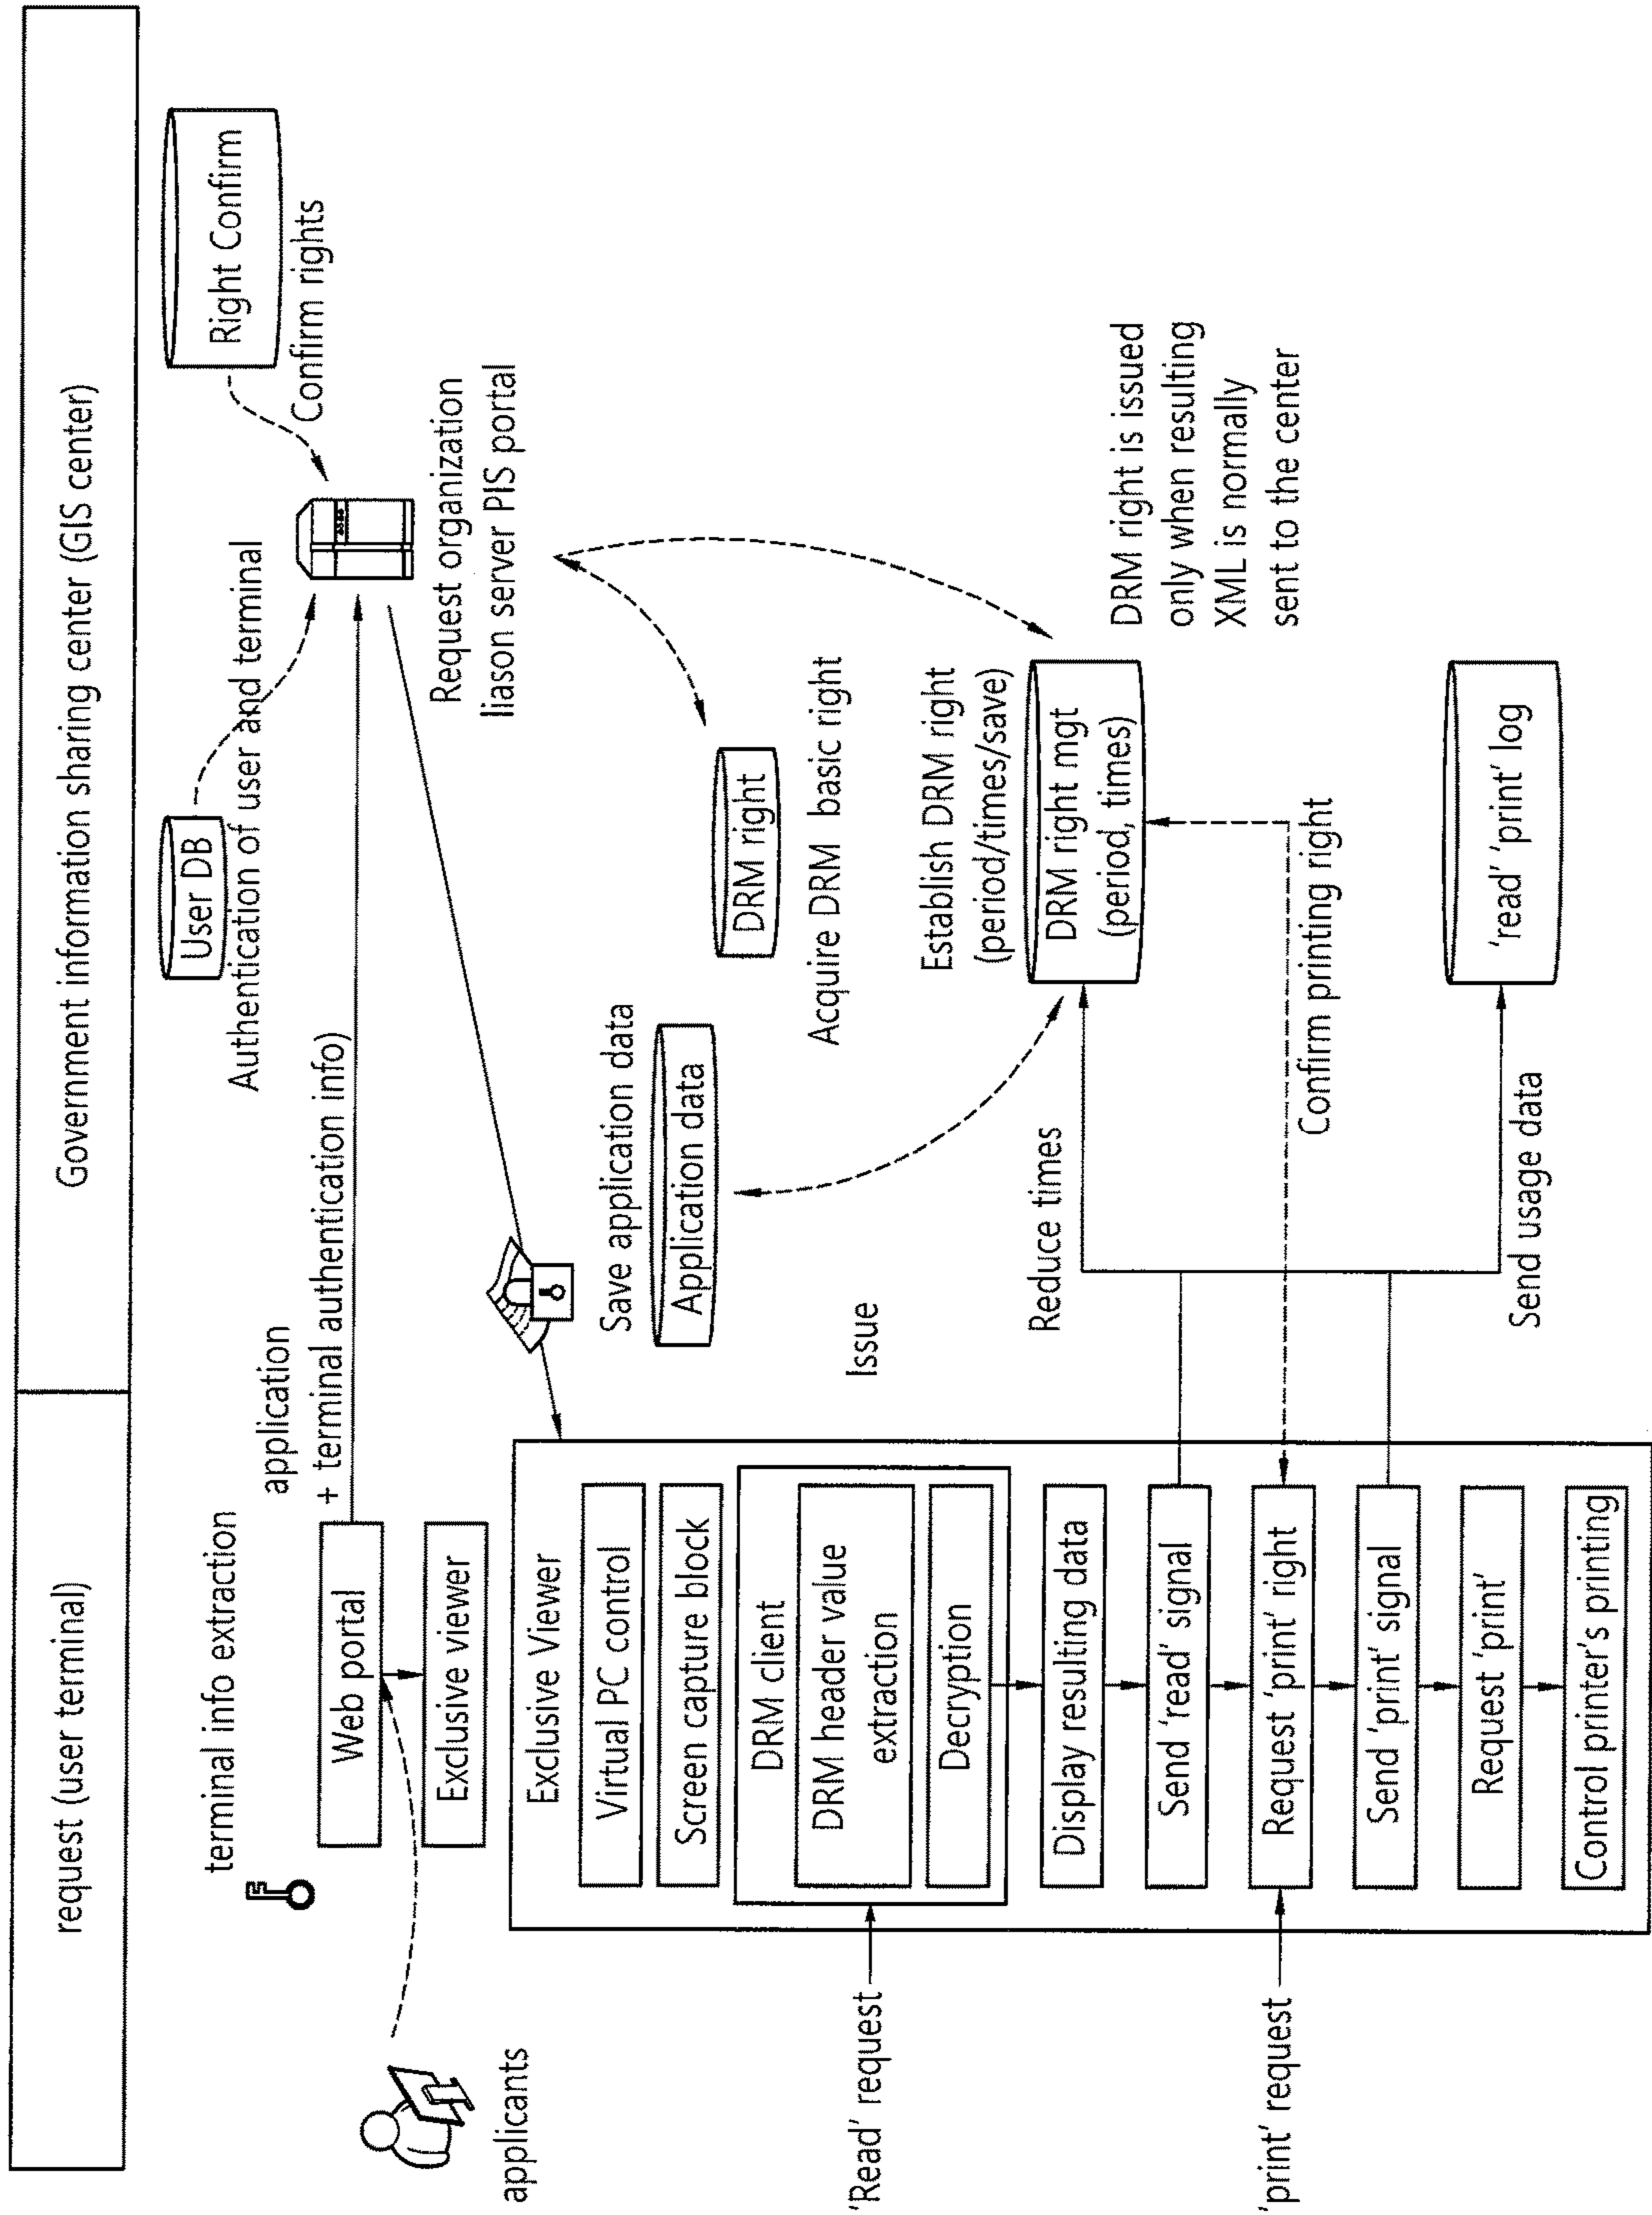 request (user terminal)
Government information sharing center (GIS center)
terminal info extraction
applicants
Web portal
Exclusive viewer
application
+ terminal authentication info)
User DB
Authentication of user and terminal
Right Confirm
Confirm rights
Request organization
liason server PIS portal
Exclusive Viewer
Virtual PC control
Screen capture block
DRM client
DRM header value
extraction
Decryption
Display resulting data
Send 'read' signal
Request 'print' right
Send 'print' signal
Request 'print'
Control printer's printing
'Read' request
'print' request
Save application data
Application data
Issue
DRM right
Acquire DRM basic right
Establish DRM right
(period/times/save)
DRM right mgt
(period, times)
DRM right is issued
only when resulting
XML is normally
sent to the center
Reduce times
Confirm printing right
Send usage data
'read' 'print' log